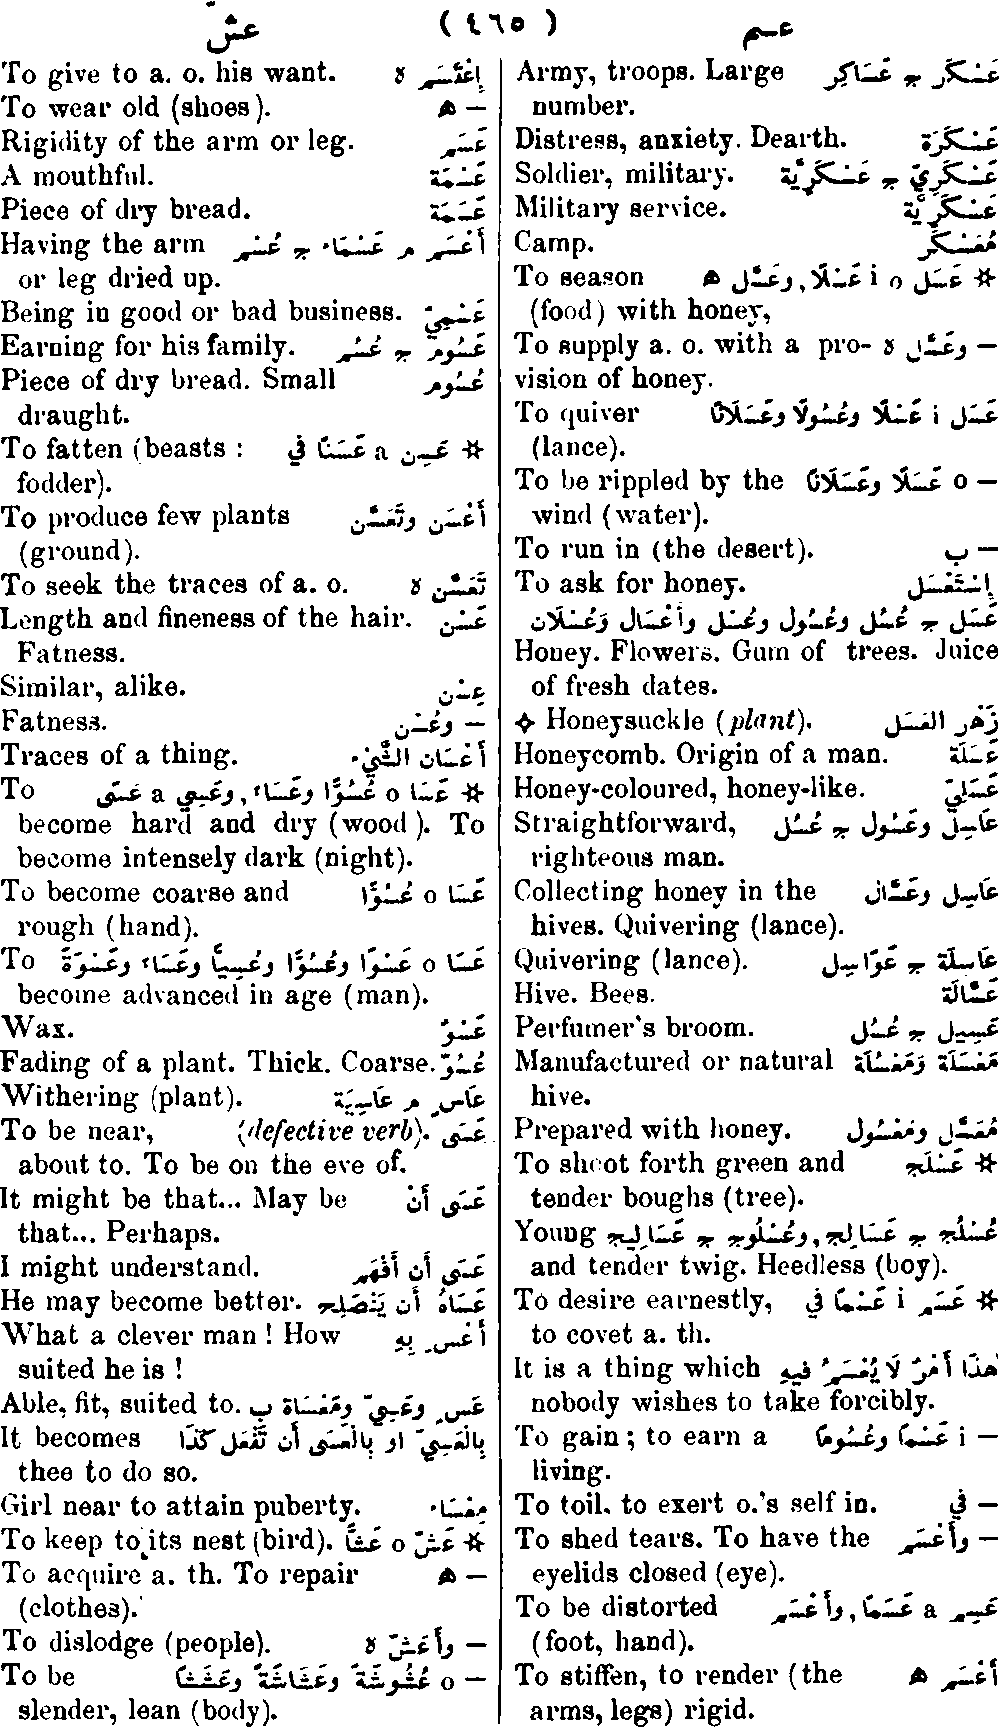 عشّ (٤٦٥) عسم
Army, troops. Large عَسْكَر ج عَسَاكِر
number.
Distress, anxiety. Dearth. عَسْكَرَة
Soldier, military. عَسْكَرِيّ ج عَسْكَرِيَّة
Military service. عَسْكَرِيَّة
Camp. مُعَسْكَر
To season ✲ عَسَل i o عَسْلًا, وعَسَّل ه
(food) with honey,
To supply a. o. with a pro- — وعَسَّل ه
vision of honey.
To quiver عَسَل i عَسْلًا وعُسُولًا وعَسَلَانًا
(lance).
To be rippled by the — o عَسَلًا وعَسَلَانًا
wind (water).
To run in (the desert). — ب
To ask for honey. إِسْتَعْسَل
عَسَل ج عُسُل وعُسُول وعُسْل وأَعْسَال وَعُسْلَان
Honey. Flowers. Gum of trees. Juice
of fresh dates.
✧ Honeysuckle (plant). زَهْر العَسَل
Honeycomb. Origin of a man. عَسَلَة
Honey-coloured, honey-like. عَسَلِيّ
Straightforward, عَاسِل وعَسُول ج عُسُل
righteous man.
Collecting honey in the عَاسِل وعَسَّال
hives. Quivering (lance).
Quivering (lance). عَاسِلَة ج عَوَاسِل
Hive. Bees. عَسَّالَة
Perfumer's broom. عَسِيل ج عُسُل
Manufactured or natural مَعْسَلَة وَمَعْسُلَة
hive.
Prepared with honey. مُعَسَّل ومَعْسُول
To shoot forth green and ✲ عَسْلَج
tender boughs (tree).
Young عُسْلُج ج عَسَالِج, وعُسْلُوج ج عَسَالِيج
and tender twig. Heedless (boy).
To desire earnestly, ✲ عَسَم i عَسْمًا في
to covet a. th.
It is a thing which هٰذَا أَمْرٌ لَا يُعْسَمُ فِيهِ
nobody wishes to take forcibly.
To gain; to earn a — i عَسْمًا وعُسُومًا
living.
To toil, to exert o.'s self in. — في
To shed tears. To have the — وأَعْسَم
eyelids closed (eye).
To be distorted عَسِم a عَسَمًا, وأَعْسَم
(foot, hand).
To stiffen, to render (the أَعْسَم ه
arms, legs) rigid.
To give to a. o. his want. إِعْتَسَم ه
To wear old (shoes). — ه
Rigidity of the arm or leg. عَسَم
A mouthful. عَسْمَة
Piece of dry bread. عَسَمَة
Having the arm أَعْسَم م عَسْمَاء ج عُسْم
or leg dried up.
Being in good or bad business. عَسْمِيّ
Earning for his family. عَسُوم ج عُسُم
Piece of dry bread. Small عُسُوم
draught.
To fatten (beasts : ✲ عَسِن a عَسَنًا في
fodder).
To produce few plants أَعْسَن وتَعَسَّن
(ground).
To seek the traces of a. o. تَعَسَّن ه
Length and fineness of the hair. عَسْن
Fatness.
Similar, alike. عِسْن
Fatness. — وعُسْن
Traces of a thing. أَعْسَان الشَّيْء
To ✲ عَسَا o عُسُوًّا وعَسَاء, وعَسِي a عَسًى
become hard and dry (wood). To
become intensely dark (night).
To become coarse and عَسَا o عُسُوًّا
rough (hand).
To عَسَا o عَسْوًا وعُسُوًّا وعُسِيًّا وعَسَاء وعَسْوَةً
become advanced in age (man).
Wax. عَسْوٌ
Fading of a plant. Thick. Coarse. عُسُوّ
Withering (plant). عَاسٍ م عَاسِيَة
To be near, (defective verb). عَسَى
about to. To be on the eve of.
It might be that... May be عَسَى أَنْ
that... Perhaps.
I might understand. عَسَى أَن أَفْهَم
He may become better. عَسَاهُ أَن يَنْصَلِح
What a clever man! How أَعْسِ بِهِ
suited he is!
Able, fit, suited to. عَسٍ وعَسِيّ ومَعْسَاة ب
It becomes بِالعَسِيّ او بِالعَسَى أَن تَفْعَل كَذَا
thee to do so.
Girl near to attain puberty. مِعْسَاء
To keep to its nest (bird). ✲ عَشّ o عَشًّا
To acquire a. th. To repair — ه
(clothes).
To dislodge (people). — وأَعَشّ ه
To be — o عُشُوشَةً وعَشَاشَةً وعَشَشًا
slender, lean (body).